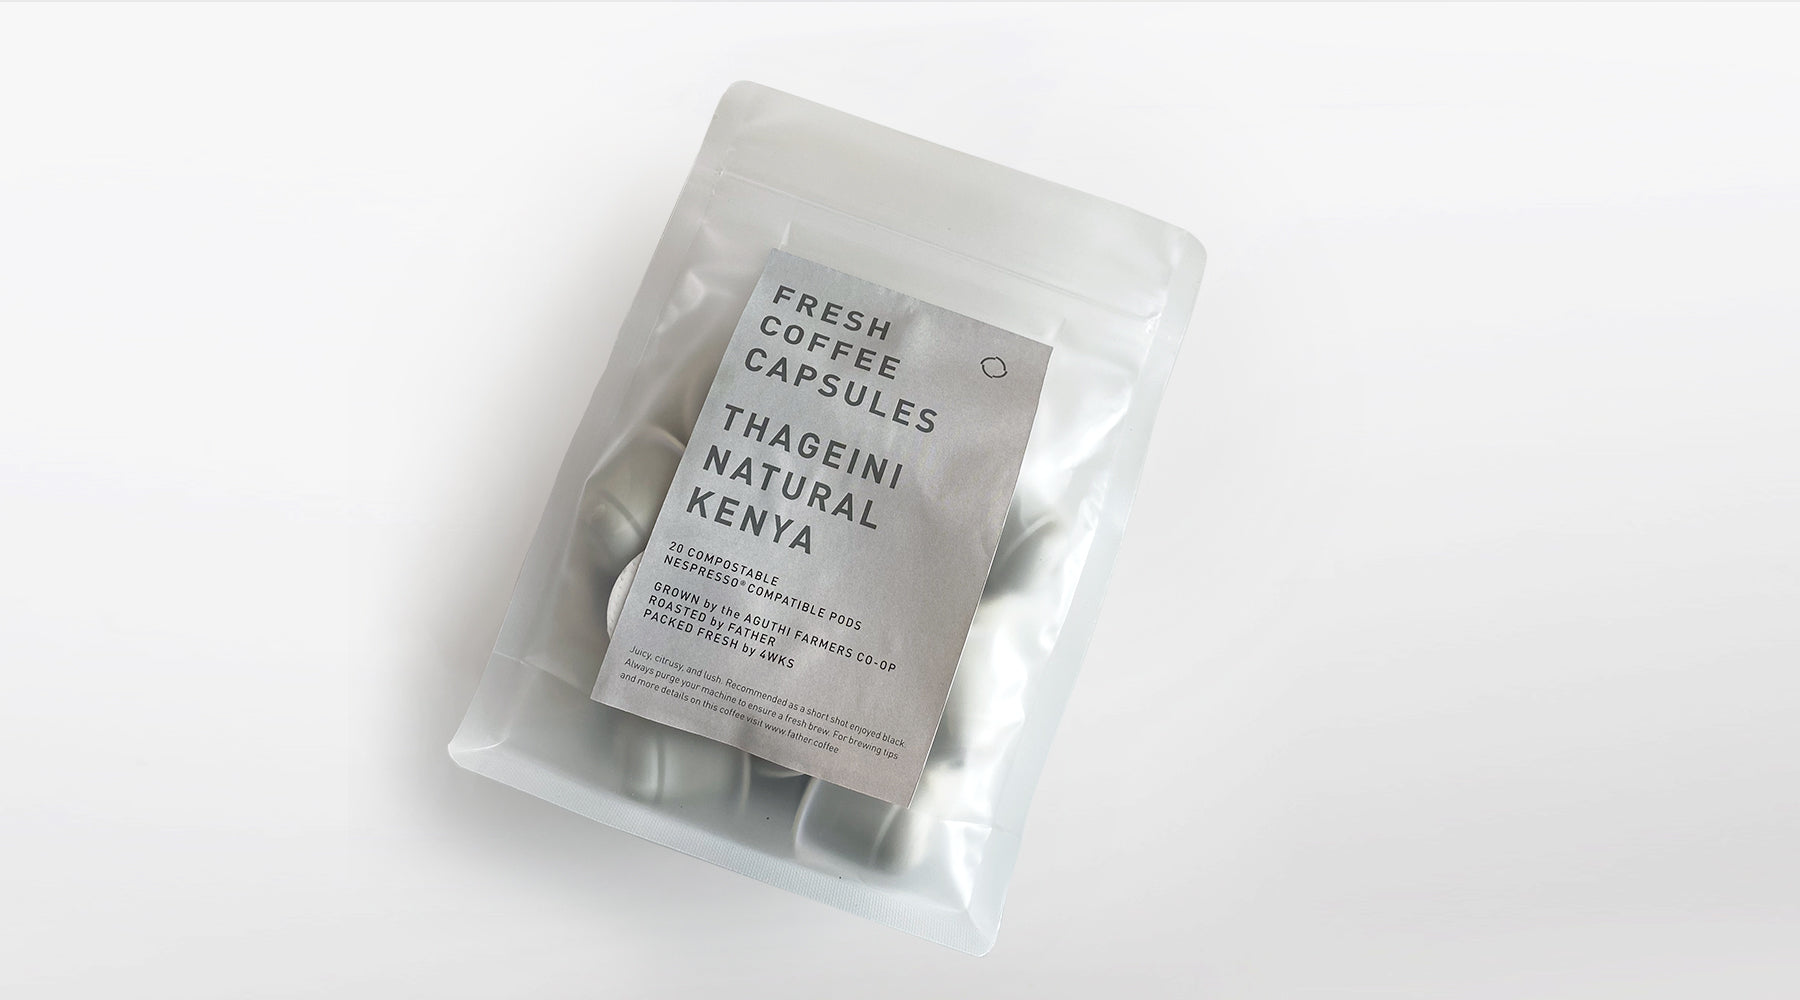 FRESH
COFFEE
CAPSULES
THAGEINI
NATURAL
KENYA
20 COMPOSTABLE
NESPRESSO® COMPATIBLE PODS
GROWN by the AGUTHI FARMERS CO-OP
ROASTED by FATHER
PACKED FRESH by 4WKS
Juicy, citrusy, and lush. Recommended as a short shot enjoyed black.
Always purge your machine to ensure a fresh brew. For brewing tips
and more details on this coffee visit www.father.coffee